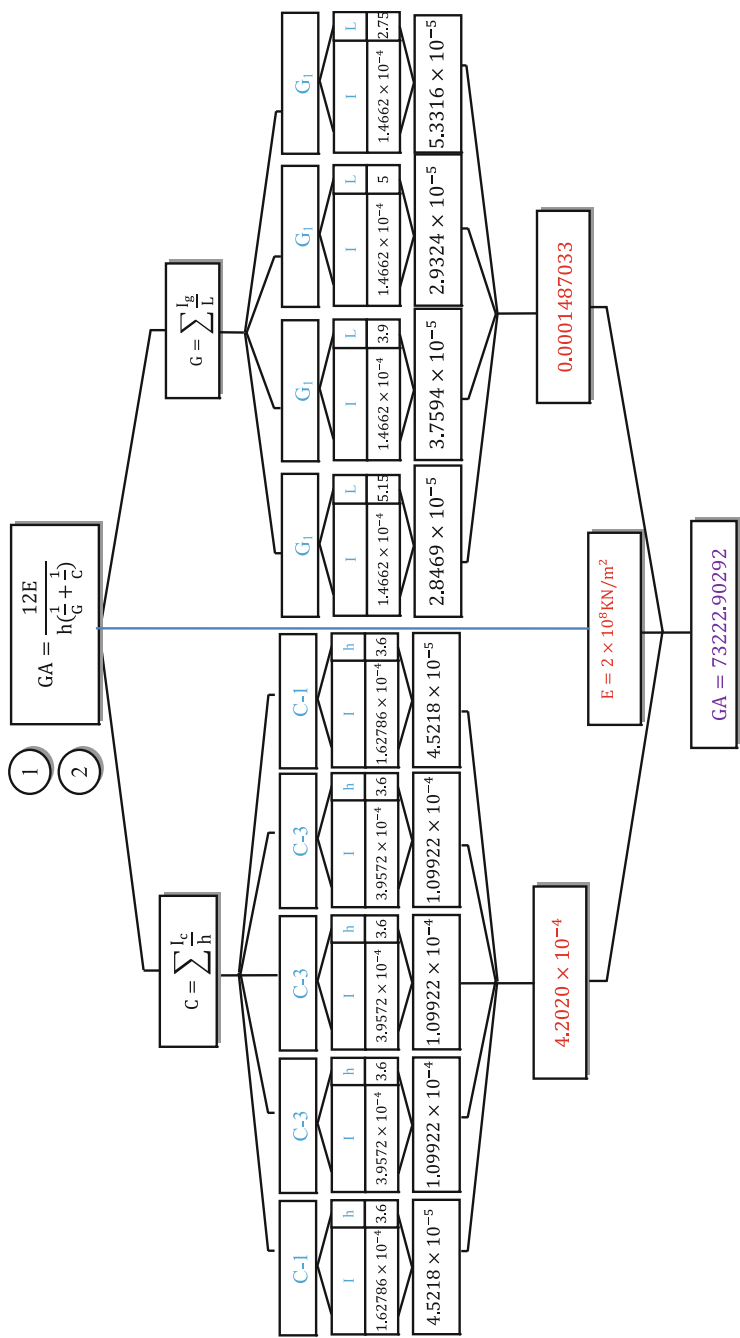 1
2
GA = 12E / h(1/G + 1/C)
C = ∑ I_c / h
G = ∑ I_g / L
C-1
C-3
C-3
C-3
C-1
G₁
G₁
G₁
G₁
I h
I h
I h
I h
I h
I L
I L
I L
I L
1.62786 × 10⁻⁴ 3.6
3.9572 × 10⁻⁴ 3.6
3.9572 × 10⁻⁴ 3.6
3.9572 × 10⁻⁴ 3.6
1.62786 × 10⁻⁴ 3.6
1.4662 × 10⁻⁴ 5.15
1.4662 × 10⁻⁴ 3.9
1.4662 × 10⁻⁴ 5
1.4662 × 10⁻⁴ 2.75
4.5218 × 10⁻⁵
1.09922 × 10⁻⁴
1.09922 × 10⁻⁴
1.09922 × 10⁻⁴
4.5218 × 10⁻⁵
2.8469 × 10⁻⁵
3.7594 × 10⁻⁵
2.9324 × 10⁻⁵
5.3316 × 10⁻⁵
4.2020 × 10⁻⁴
0.0001487033
E = 2 × 10⁸KN/m²
GA = 73222.90292